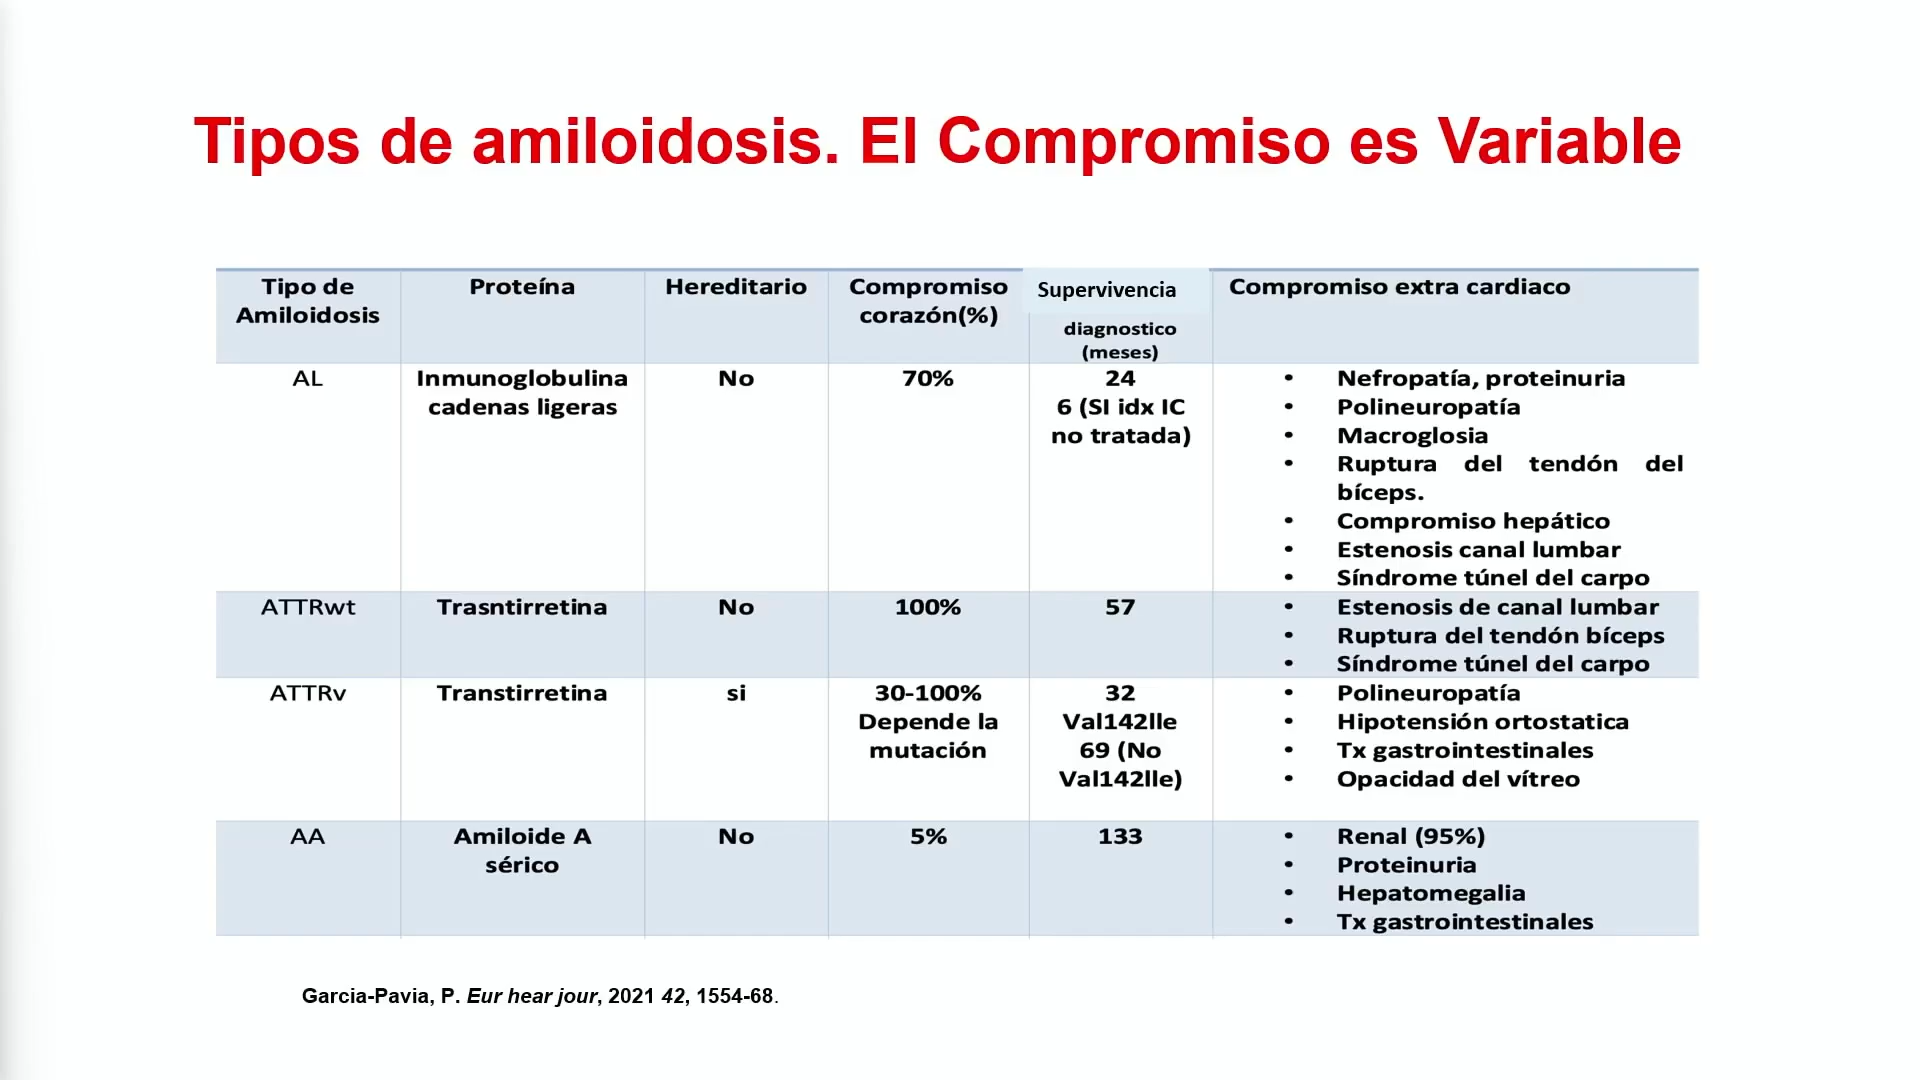 Tipos de amiloidosis. El Compromiso es Variable
Tipo de
Amiloidosis
Proteína
Hereditario
Compromiso
corazón(%)
Supervivencia
diagnostico
(meses)
Compromiso extra cardiaco
AL
Inmunoglobulina
cadenas ligeras
No
70%
24
6 (SI idx IC
no tratada)
• Nefropatía, proteinuria
• Polineuropatía
• Macroglosia
• Ruptura del tendón del
bíceps.
• Compromiso hepático
• Estenosis canal lumbar
• Síndrome túnel del carpo
ATTRwt
Trasntirretina
No
100%
57
• Estenosis de canal lumbar
• Ruptura del tendón bíceps
• Síndrome túnel del carpo
ATTRv
Transtirretina
si
30-100%
Depende la
mutación
32
Val142lle
69 (No
Val142lle)
• Polineuropatía
• Hipotensión ortostatica
• Tx gastrointestinales
• Opacidad del vítreo
AA
Amiloide A
sérico
No
5%
133
• Renal (95%)
• Proteinuria
• Hepatomegalia
• Tx gastrointestinales
Garcia-Pavia, P. Eur hear jour, 2021 42, 1554-68.